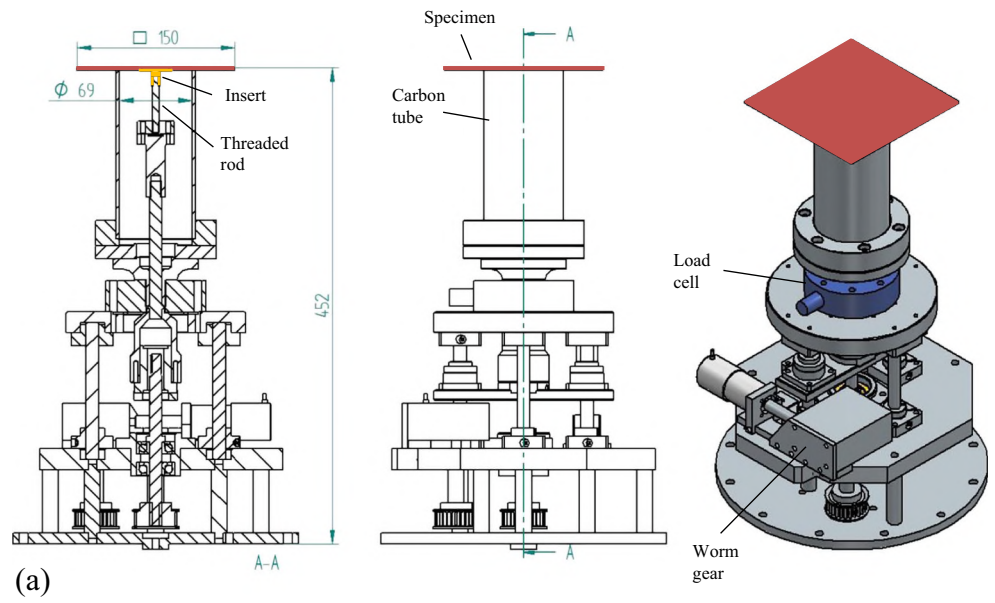 Specimen
□ 150
A
Insert
Carbon
tube
Ф 69
Threaded
rod
Load
cell
452
Worm
gear
A-A
A
(a)